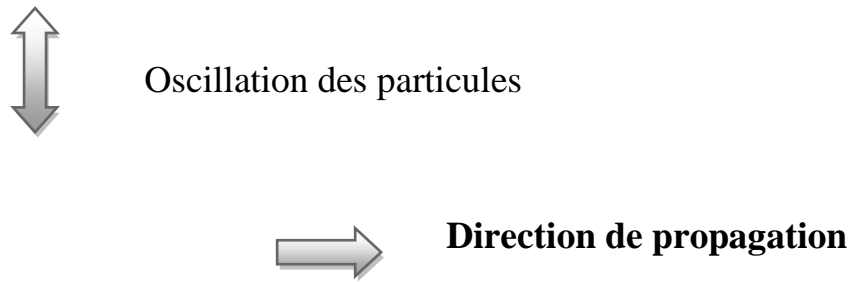 Oscillation des particules
Direction de propagation